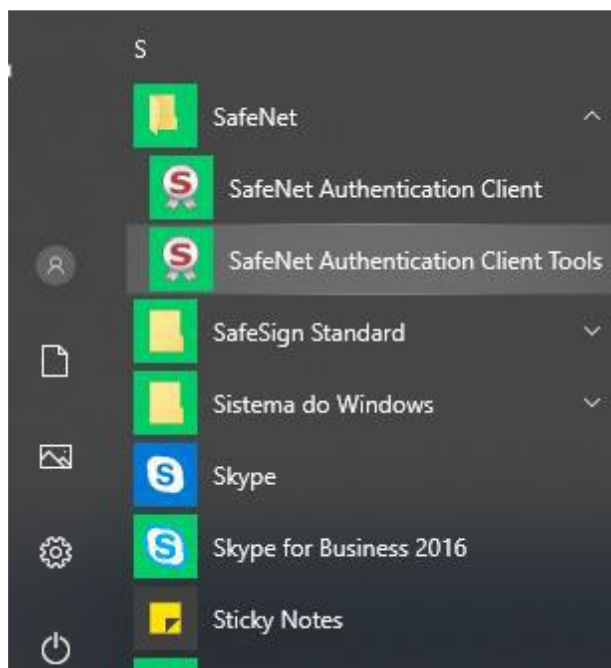 S
SafeNet
SafeNet Authentication Client
SafeNet Authentication Client Tools
SafeSign Standard
Sistema do Windows
Skype
Skype for Business 2016
Sticky Notes